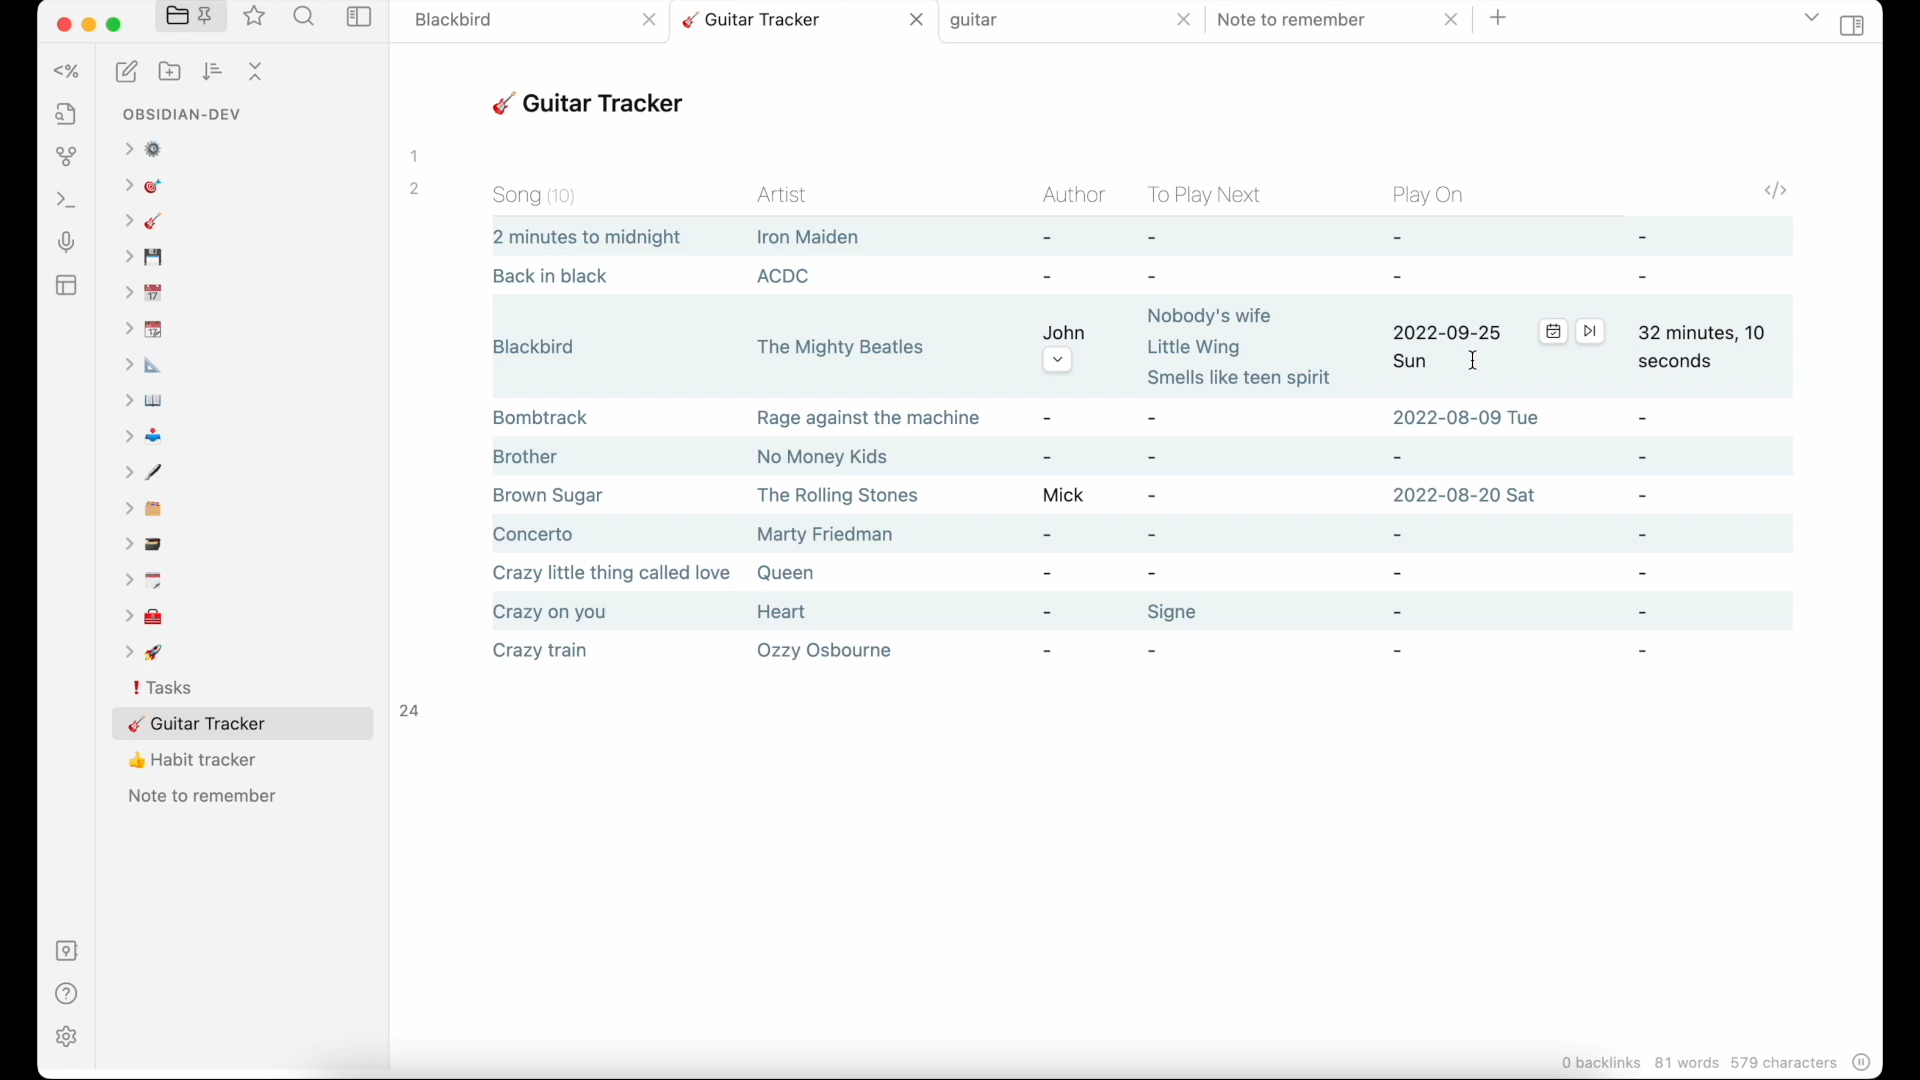 Blackbird
🎸 Guitar Tracker
guitar
Note to remember
OBSIDIAN-DEV
! Tasks
🎸 Guitar Tracker
👍 Habit tracker
Note to remember
🎸 Guitar Tracker
1
2
Song (10) Artist Author To Play Next Play On </>
2 minutes to midnight Iron Maiden - - - -
Back in black ACDC - - - -
Blackbird
The Mighty Beatles
John
Nobody's wife
Little Wing
Smells like teen spirit
2022-09-25
Sun
32 minutes, 10
seconds
Bombtrack Rage against the machine - - 2022-08-09 Tue -
Brother No Money Kids - - - -
Brown Sugar The Rolling Stones Mick - 2022-08-20 Sat -
Concerto Marty Friedman - - - -
Crazy little thing called love Queen - - - -
Crazy on you Heart - Signe - -
Crazy train Ozzy Osbourne - - - -
24
0 backlinks 81 words 579 characters